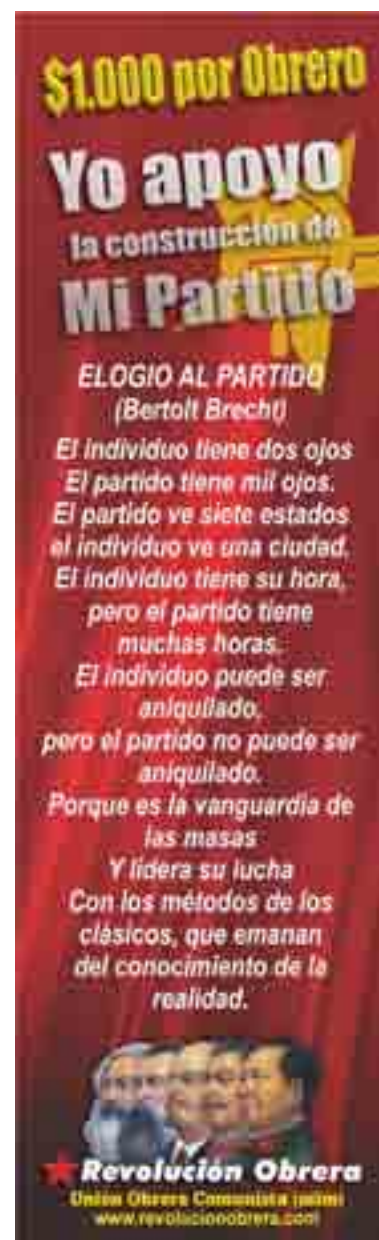 $1.000 por Obrero
Yo apoyo
la construcción de
Mi Partido
ELOGIO AL PARTIDO
(Bertolt Brecht)
El individuo tiene dos ojos
El partido tiene mil ojos.
El partido ve siete estados
el individuo ve una ciudad.
El individuo tiene su hora,
pero el partido tiene
muchas horas.
El individuo puede ser
aniquilado,
pero el partido no puede ser
aniquilado.
Porque es la vanguardia de
las masas
Y lidera su lucha
Con los métodos de los
clásicos, que emanan
del conocimiento de la
realidad.
Revolución Obrera
Unión Obrera Comunista (mlm)
www.revolucionobrera.com